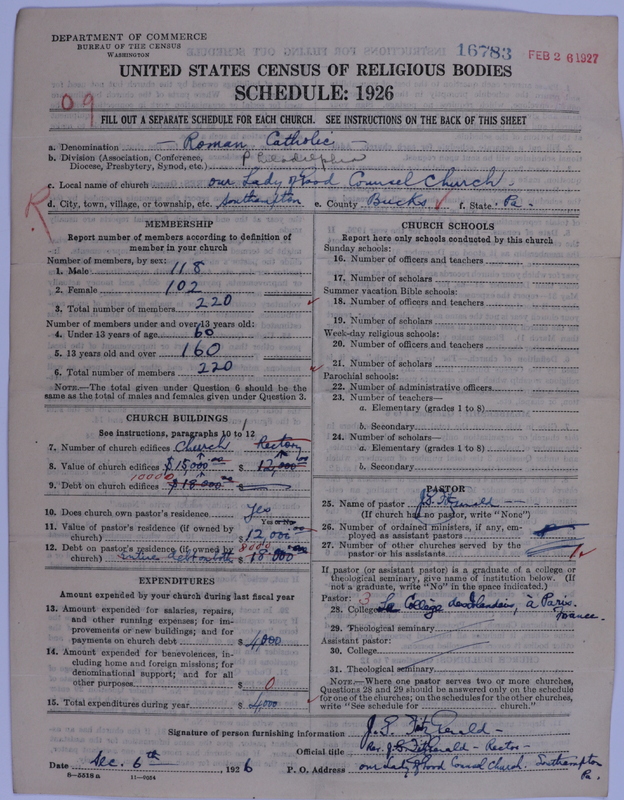 DEPARTMENT OF COMMERCE
BUREAU OF THE CENSUS
WASHINGTON
16783
FEB 26 1927
UNITED STATES CENSUS OF RELIGIOUS BODIES
SCHEDULE: 1926
09
FILL OUT A SEPARATE SCHEDULE FOR EACH CHURCH. SEE INSTRUCTIONS ON THE BACK OF THIS SHEET
a. Denomination Roman Catholic
b. Division (Association, Conference, Diocese, Presbytery, Synod, etc.) Philadelphia
c. Local name of church our Lady of Good Counsel Church
d. City, town, village, or township, etc. Southampton e. County Bucks f. State Pa.
R
MEMBERSHIP
Report number of members according to definition of member in your church
Number of members by sex:
1. Male 118
2. Female 102
3. Total number of members 220
Number of members under and over 13 years old:
4. Under 13 years of age 60
5. 13 years old and over 160
6. Total number of members 220
NOTE.—The total given under Question 6 should be the same as the total of males and females given under Question 3.
CHURCH BUILDINGS
See instructions, paragraphs 10 to 12
7. Number of church edifices Church Rectory 1
8. Value of church edifices $15000 00 $12,000 00
10000
9. Debt on church edifices $18000 00 $
10. Does church own pastor's residence Yes
Yes or No
11. Value of pastor's residence (if owned by church) $12,000 00
8000
12. Debt on pastor's residence (if owned by church) entire debt on both $18 000 00
EXPENDITURES
Amount expended by your church during last fiscal year
13. Amount expended for salaries, repairs, and other running expenses; for improvements or new buildings; and for payments on church debt $4,000
14. Amount expended for benevolences, including home and foreign missions; for denominational support; and for all other purposes $0
15. Total expenditures during year $4000
CHURCH SCHOOLS
Report here only schools conducted by this church
Sunday schools:
16. Number of officers and teachers
17. Number of scholars
Summer vacation Bible schools:
18. Number of officers and teachers
19. Number of scholars
Week-day religious schools:
20. Number of officers and teachers
21. Number of scholars
Parochial schools:
22. Number of administrative officers
23. Number of teachers—
a. Elementary (grades 1 to 8)
b. Secondary
24. Number of scholars—
a. Elementary (grades 1 to 8)
b. Secondary
PASTOR
25. Name of pastor J.S. Fitzgerald
(If church had no pastor, write "None")
26. Number of ordained ministers, if any, employed as assistant pastors
27. Number of other churches served by the pastor or his assistants
If pastor (or assistant pastor) is a graduate of a college or theological seminary, give name of institution below. (If not a graduate, write "No" in the space indicated.)
Pastor: 3
28. College Le Collège des Irlandais, à Paris. France.
29. Theological seminary
Assistant pastor:
30. College
31. Theological seminary
NOTE.—Where one pastor serves two or more churches, Questions 28 and 29 should be answered only on the schedule for one of the churches; on the schedules for the other churches, write "See schedule for church."
Signature of person furnishing information J.S. Fitzgerald
Official title Rev. J.S. Fitzgerald - Rector
Date Dec. 6th 1926 P. O. Address our Lady of Good Counsel Church. Southampton Pa.
8-5518a 11-9034